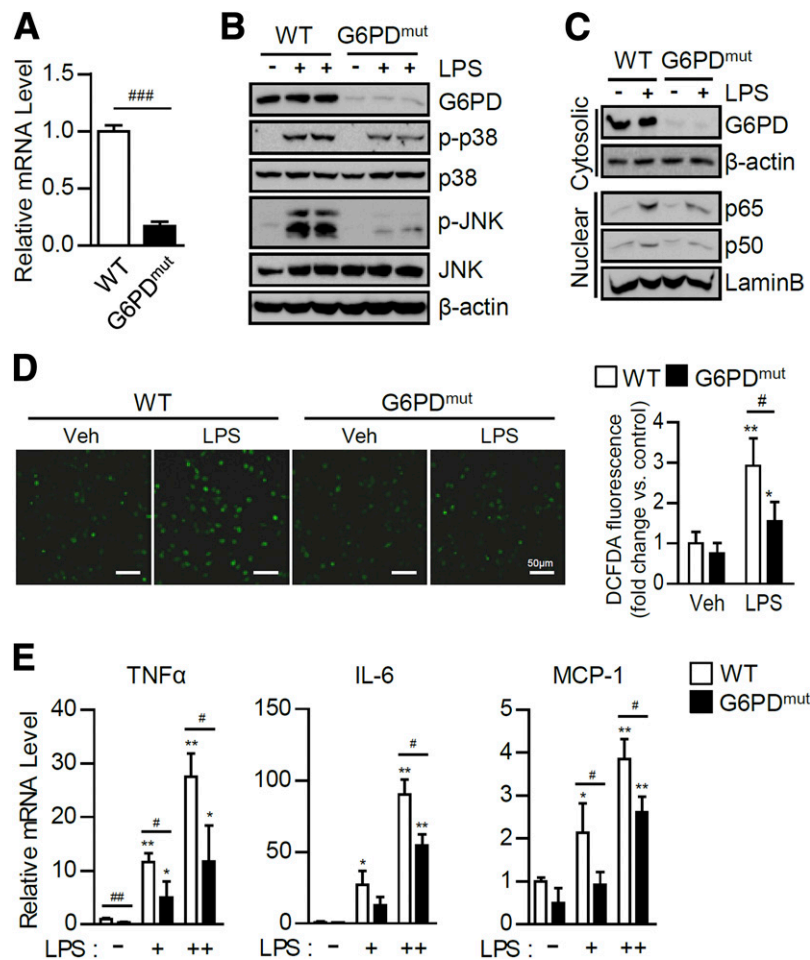 A
Relative mRNA Level
1.5
1.0
0.5
0.0
###
WT
G6PDmut
B
WT G6PDmut
- + + - + + LPS
G6PD
p-p38
p38
p-JNK
JNK
β-actin
C
WT G6PDmut
- + - + LPS
Cytosolic
G6PD
β-actin
Nuclear
p65
p50
LaminB
D
WT G6PDmut
Veh LPS Veh LPS
50µm
WT G6PDmut
DCFDA fluorescence
(fold change vs. control)
4
3
2
1
0
#
**
*
Veh LPS
E
WT
G6PDmut
Relative mRNA Level
TNFα
40
30
20
10
0
##
#
**
*
#
**
*
LPS : - + ++
IL-6
150
100
50
0
*
#
**
**
LPS : - + ++
MCP-1
5
4
3
2
1
0
#
*
#
**
**
LPS : - + ++